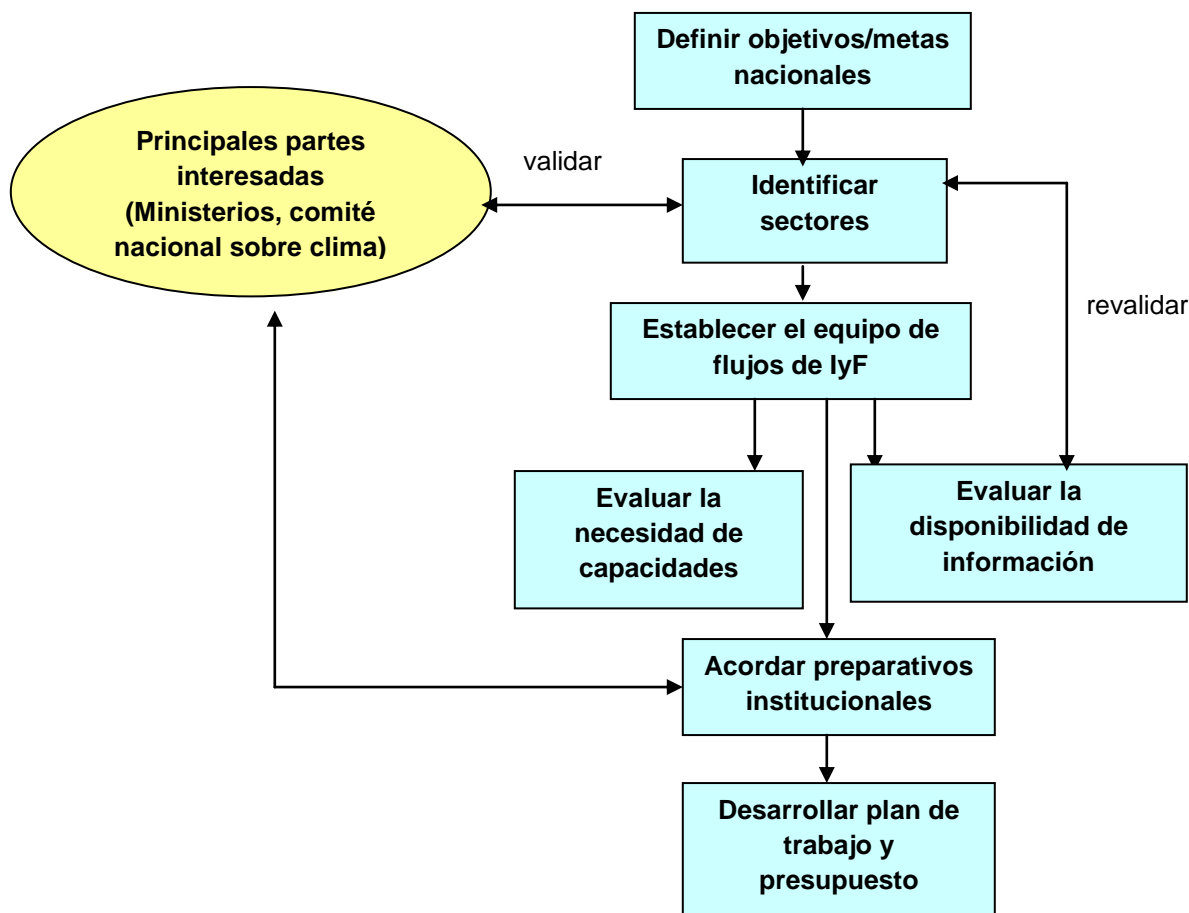 Definir objetivos/metas
nacionales
Principales partes
interesadas
(Ministerios, comité
nacional sobre clima)
validar
Identificar
sectores
revalidar
Establecer el equipo de
flujos de IyF
Evaluar la
necesidad de
capacidades
Evaluar la
disponibilidad de
información
Acordar preparativos
institucionales
Desarrollar plan de
trabajo y
presupuesto